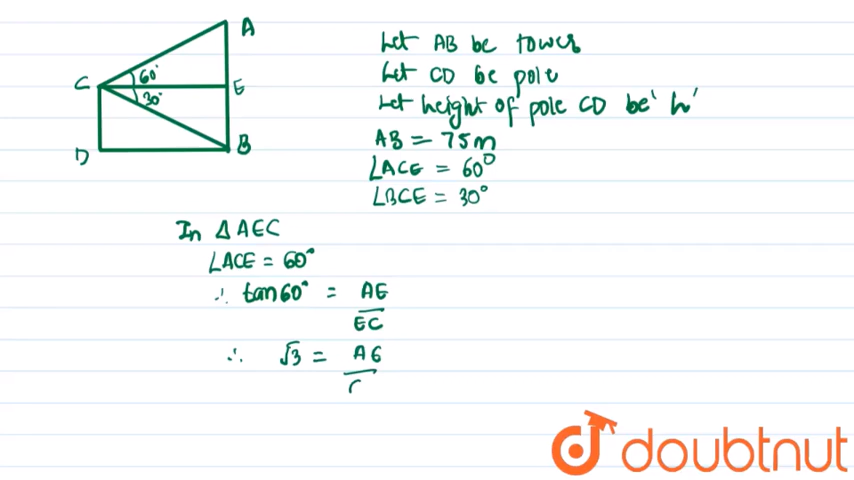 A
C 60° E
30°
D B
Let AB be tower
Let CD be pole
Let height of pole CD be 'h'
AB = 75m
∠ACE = 60°
∠BCE = 30°
In △AEC
∠ACE = 60°
∴ tan60° = AE
EC
∴ √3 = AE
doubtnut